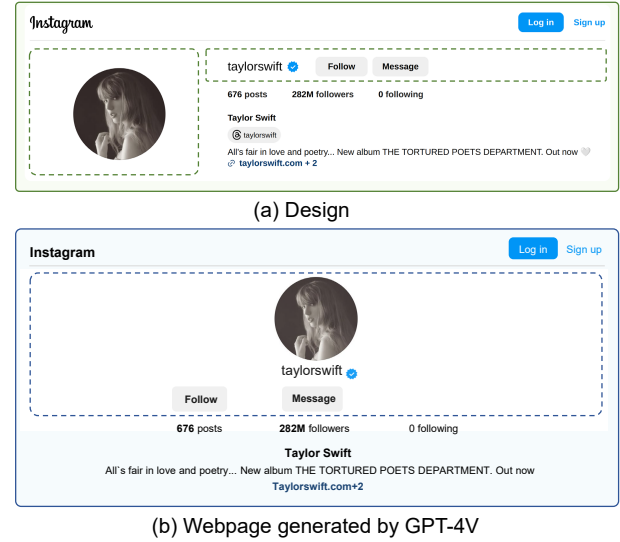 Instagram Log in Sign up
taylorswift Follow Message
676 posts 282M followers 0 following
Taylor Swift
taylorswift
All's fair in love and poetry... New album THE TORTURED POETS DEPARTMENT. Out now 🤍
taylorswift.com + 2
(a) Design
Instagram Log in Sign up
taylorswift
Follow Message
676 posts 282M followers 0 following
Taylor Swift
All`s fair in love and poetry... New album THE TORTURED POETS DEPARTMENT. Out now
Taylorswift.com+2
(b) Webpage generated by GPT-4V